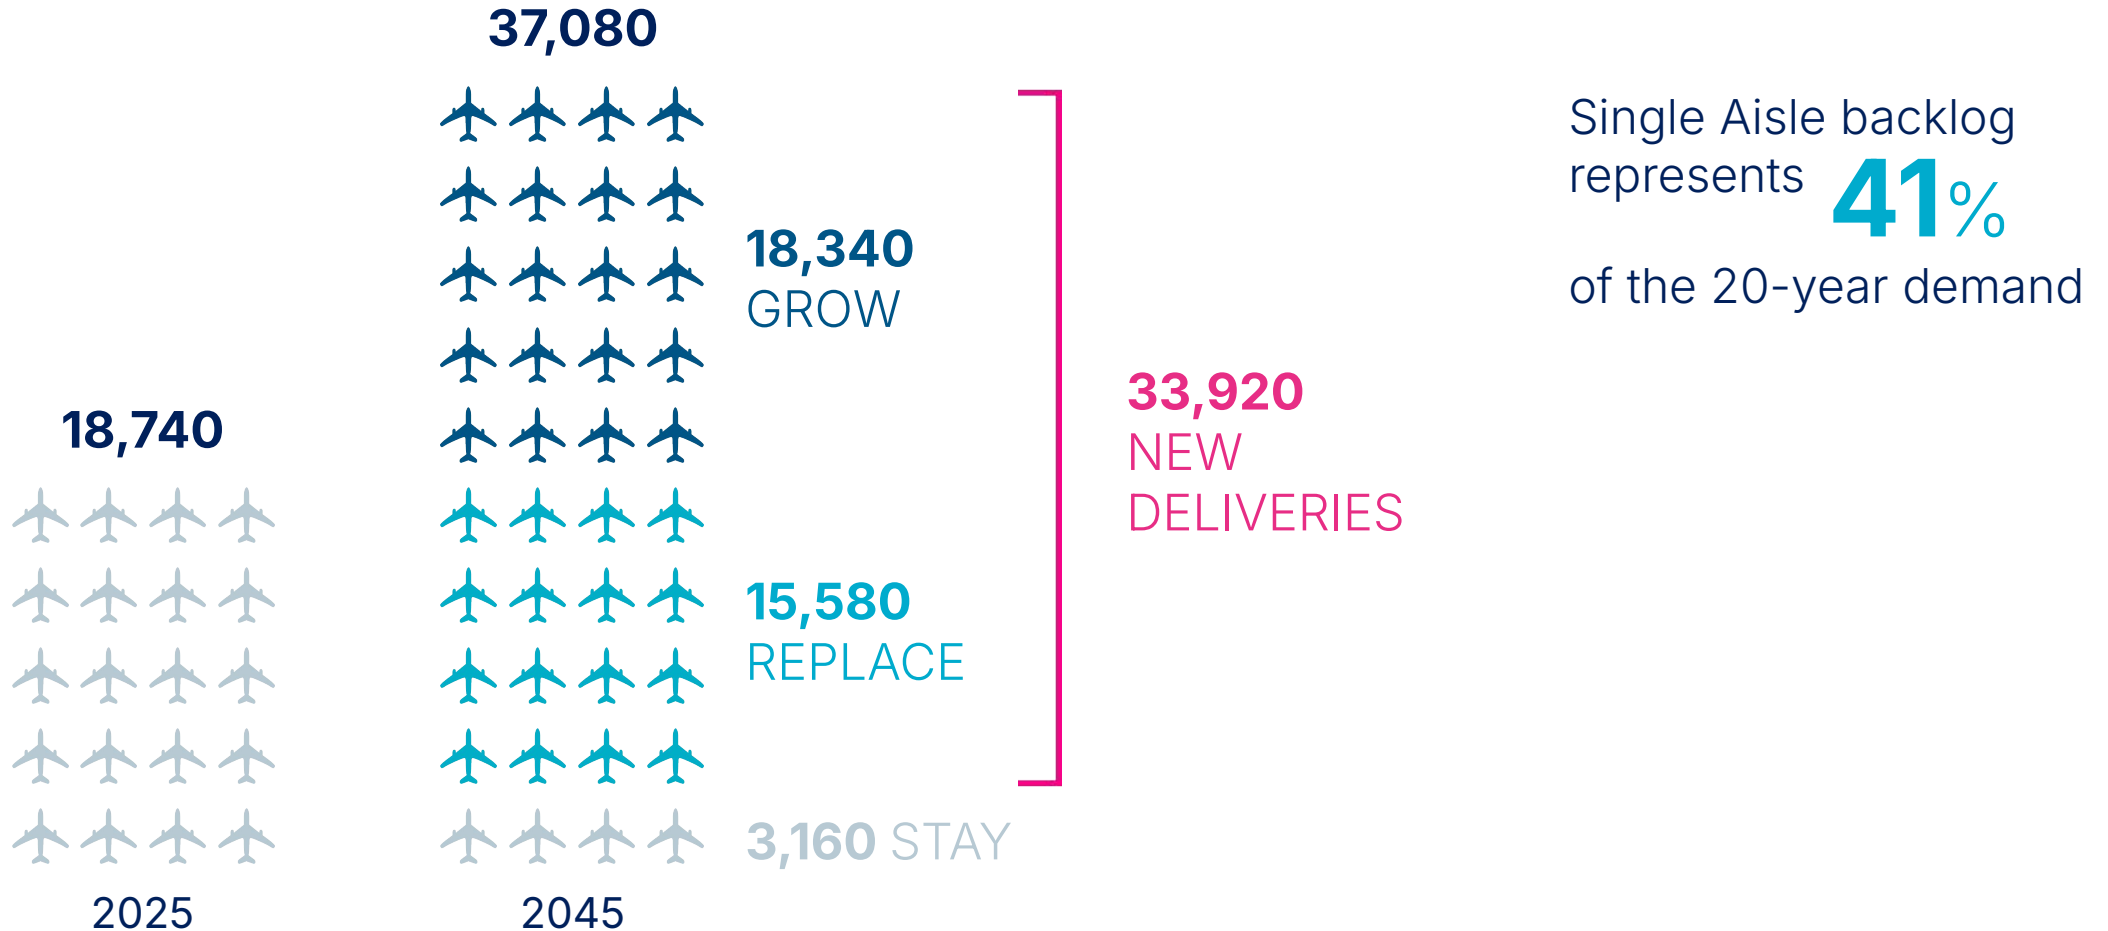 37,080
18,740
2025
2045
18,340
GROW
15,580
REPLACE
3,160 STAY
33,920
NEW
DELIVERIES
Single Aisle backlog
represents 41%
of the 20-year demand